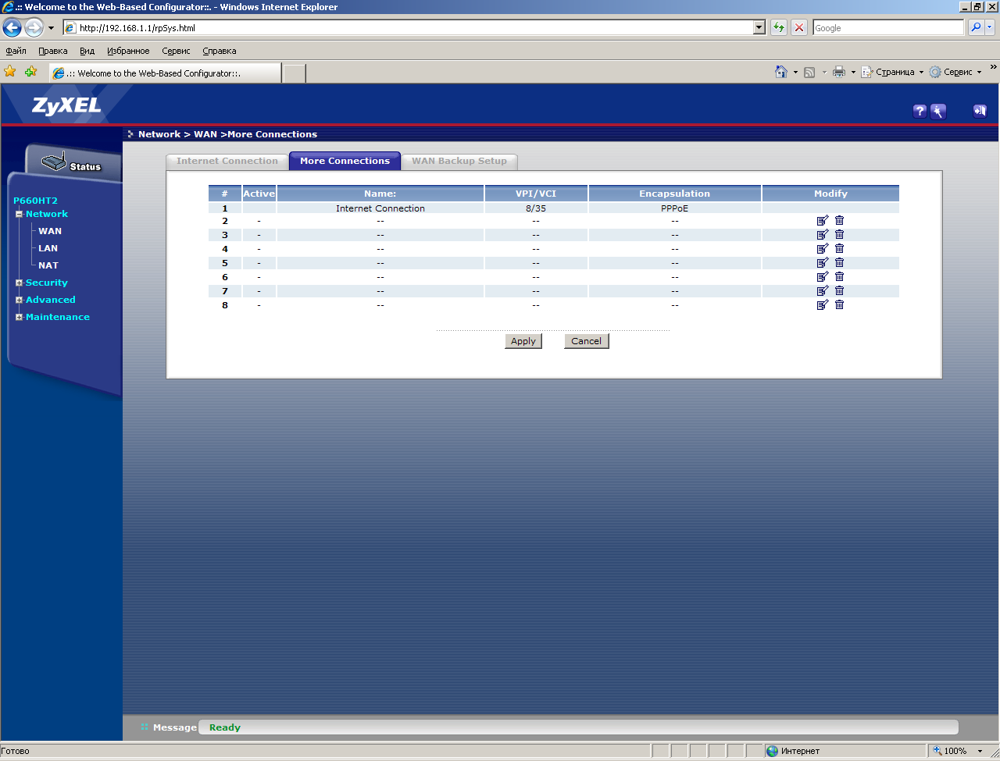 .:: Welcome to the Web-Based Configurator::. - Windows Internet Explorer
http://192.168.1.1/rpSys.html
Google
Файл Правка Вид Избранное Сервис Справка
.:: Welcome to the Web-Based Configurator::.
Страница Сервис »
ZyXEL
?
Network > WAN >More Connections
Status
Internet Connection More Connections WAN Backup Setup
P660HT2
Network
WAN
LAN
NAT
Security
Advanced
Maintenance
# Active Name: VPI/VCI Encapsulation Modify
1 Internet Connection 8/35 PPPoE
2 - -- -- --
3 - -- -- --
4 - -- -- --
5 - -- -- --
6 - -- -- --
7 - -- -- --
8 - -- -- --
Apply Cancel
Message Ready
Готово Интернет 100%